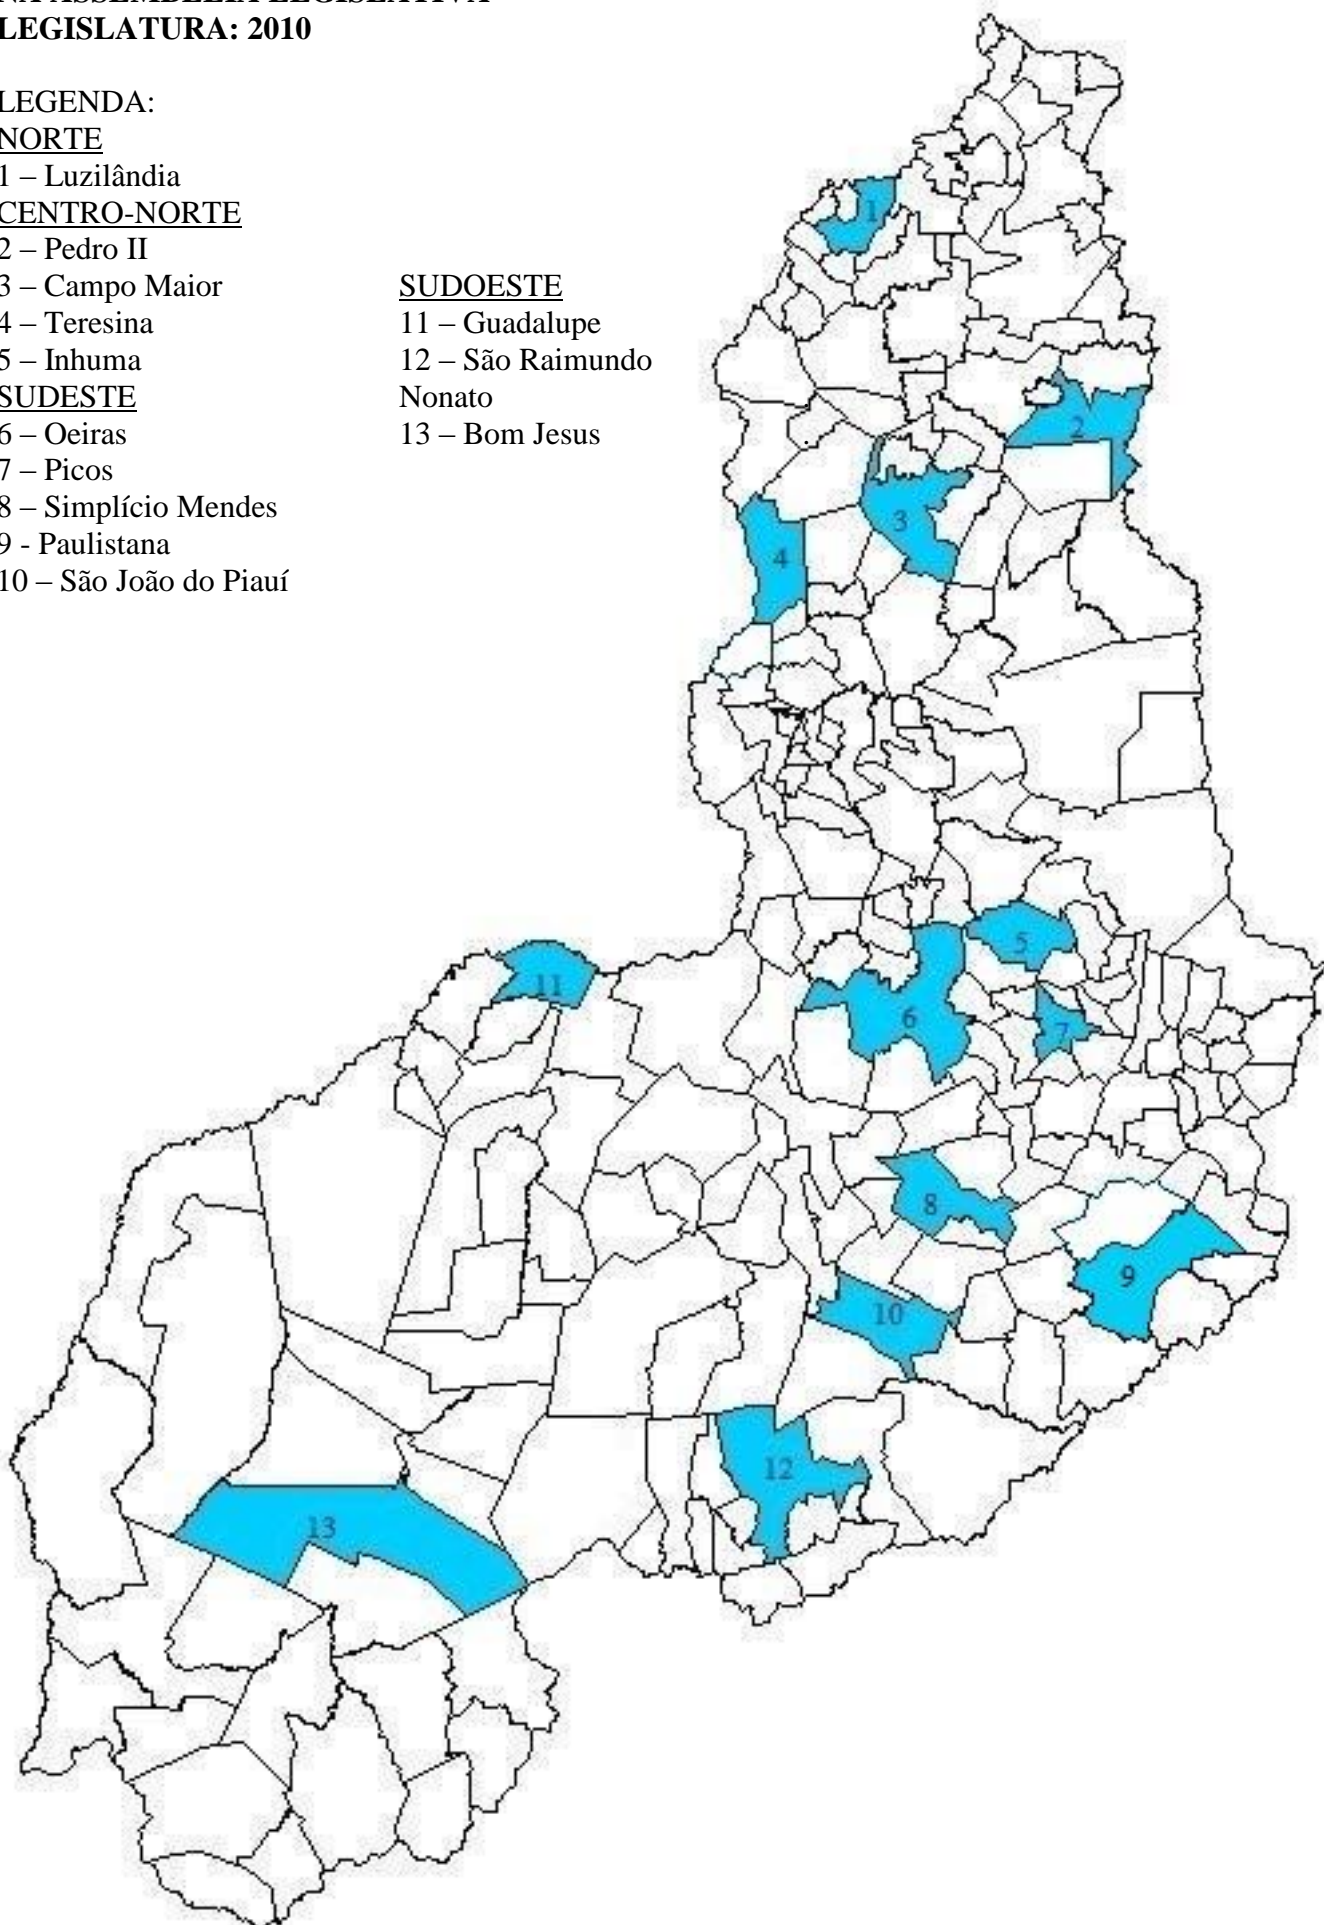 LEGISLATURA: 2010
LEGENDA:
NORTE
1 – Luzilândia
CENTRO-NORTE
2 – Pedro II
3 – Campo Maior
4 – Teresina
5 – Inhuma
SUDESTE
6 – Oeiras
7 – Picos
8 – Simplício Mendes
9 - Paulistana
10 – São João do Piauí
SUDOESTE
11 – Guadalupe
12 – São Raimundo
Nonato
13 – Bom Jesus
1
2
3
4
5
11
6
7
8
9
10
12
13